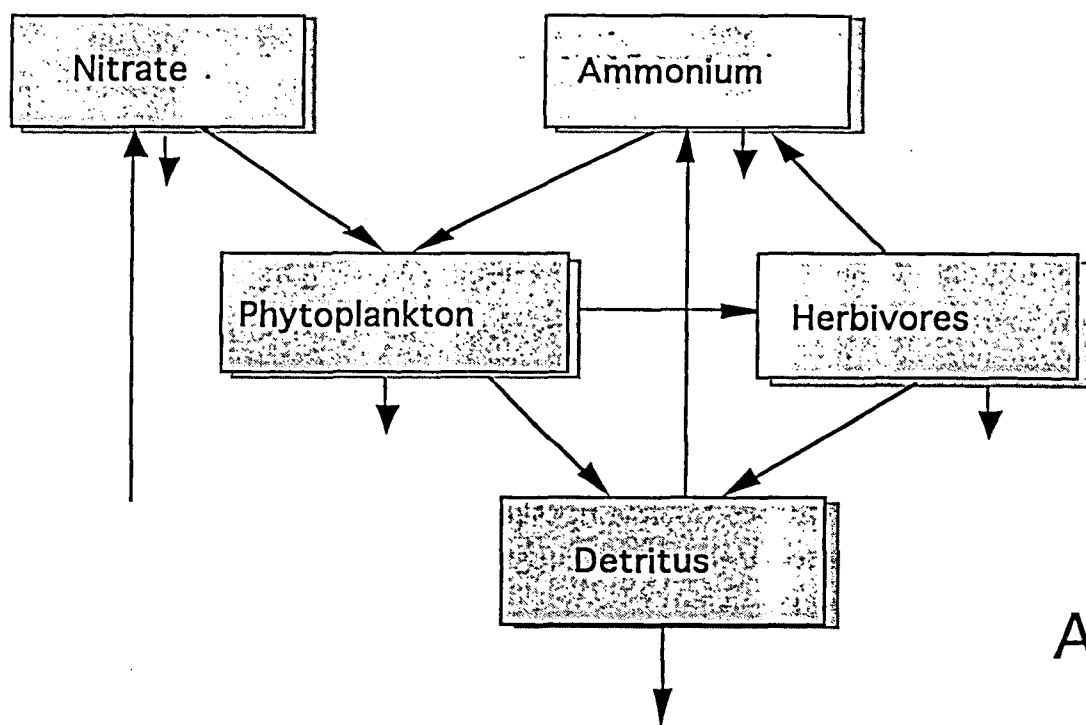 Nitrate
Ammonium
Phytoplankton
Herbivores
Detritus
A